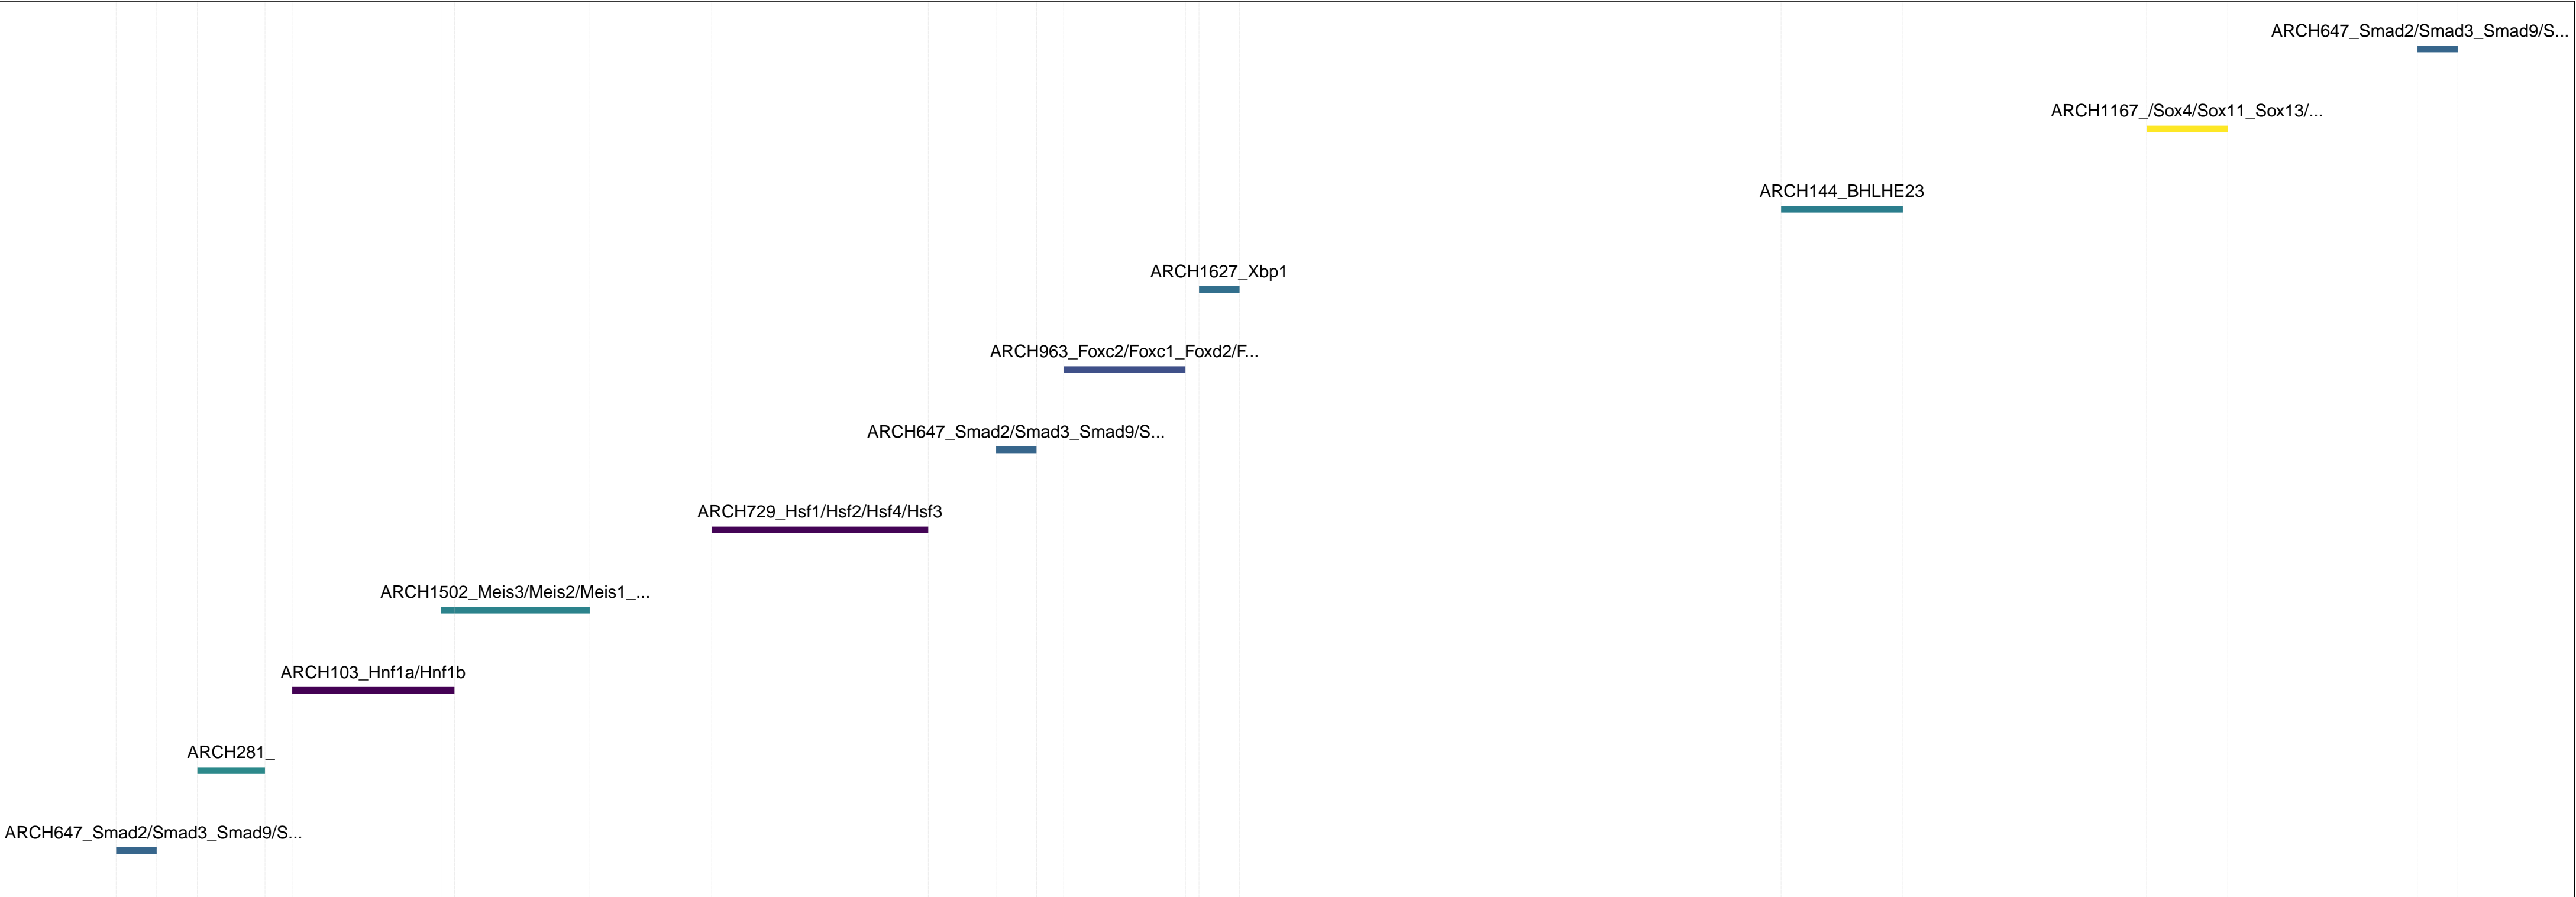 ARCH647_Smad2/Smad3_Smad9/S...
ARCH1167_/Sox4/Sox11_Sox13/...
ARCH144_BHLHE23
ARCH1627_Xbp1
ARCH963_Foxc2/Foxc1_Foxd2/F...
ARCH647_Smad2/Smad3_Smad9/S...
ARCH729_Hsf1/Hsf2/Hsf4/Hsf3
ARCH1502_Meis3/Meis2/Meis1_...
ARCH103_Hnf1a/Hnf1b
ARCH281_
ARCH647_Smad2/Smad3_Smad9/S...